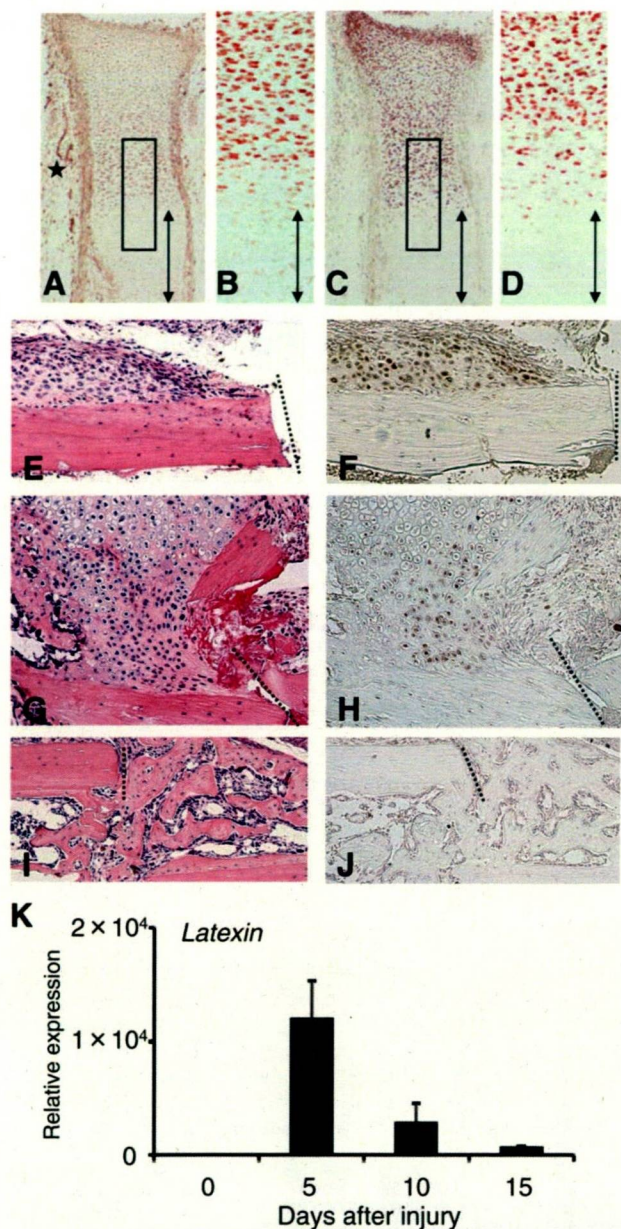 A
B
C
D
E
F
G
H
I
J
K
2 × 10⁴
Latexin
1 × 10⁴
0
Relative expression
0 5 10 15
Days after injury